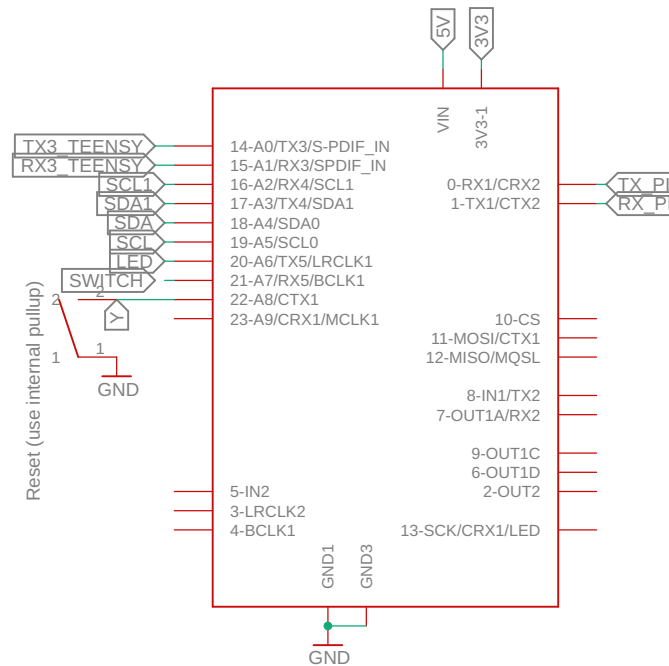 5V
3V3
VIN
3V3-1
TX3_TEENSY
14-A0/TX3/S-PDIF_IN
RX3_TEENSY
15-A1/RX3/SPDIF_IN
SCL1
16-A2/RX4/SCL1
0-RX1/CRX2
TX_PI
SDA1
17-A3/TX4/SDA1
1-TX1/CTX2
RX_PI
SDA
18-A4/SDA0
SCL
19-A5/SCL0
LED
20-A6/TX5/LRCLK1
SWITCH
21-A7/RX5/BCLK1
2
2
22-A8/CTX1
Y
23-A9/CRX1/MCLK1
10-CS
11-MOSI/CTX1
1
1
12-MISO/MQSL
GND
8-IN1/TX2
7-OUT1A/RX2
Reset (use internal pullup)
9-OUT1C
6-OUT1D
5-IN2
2-OUT2
3-LRCLK2
4-BCLK1
13-SCK/CRX1/LED
GND1
GND3
GND